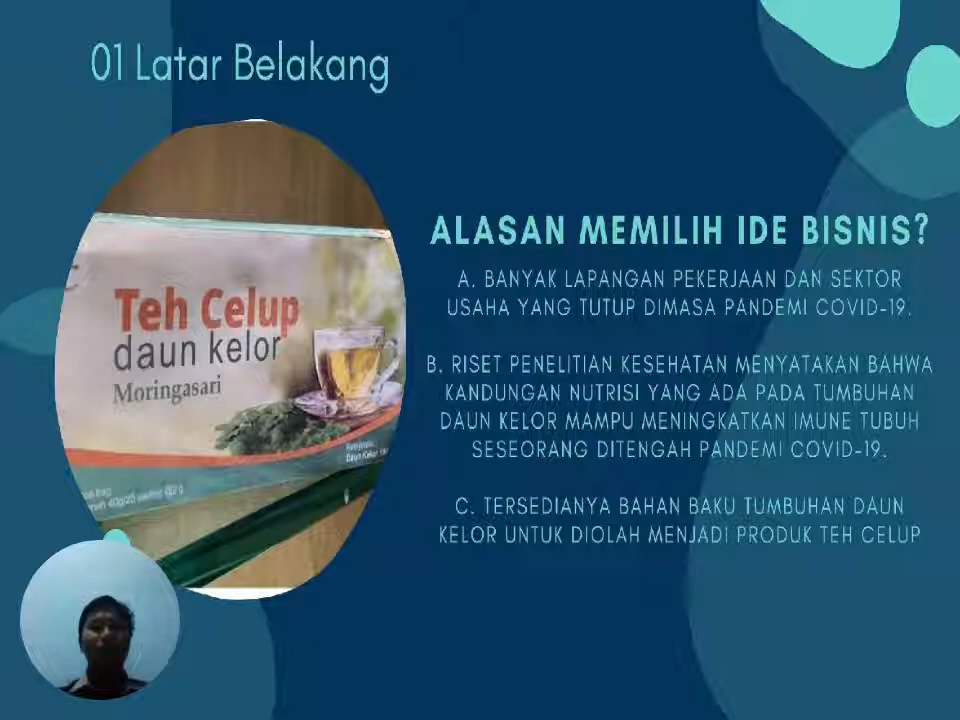 01 Latar Belakang
ALASAN MEMILIH IDE BISNIS?
A. BANYAK LAPANGAN PEKERJAAN DAN SEKTOR
USAHA YANG TUTUP DIMASA PANDEMI COVID-19.
B. RISET PENELITIAN KESEHATAN MENYATAKAN BAHWA
KANDUNGAN NUTRISI YANG ADA PADA TUMBUHAN
DAUN KELOR MAMPU MENINGKATKAN IMUNE TUBUH
SESEORANG DITENGAH PANDEMI COVID-19.
C. TERSEDIANYA BAHAN BAKU TUMBUHAN DAUN
KELOR UNTUK DIOLAH MENJADI PRODUK TEH CELUP
Teh Celup
daun kelor
Moringasari
Daun Kelor